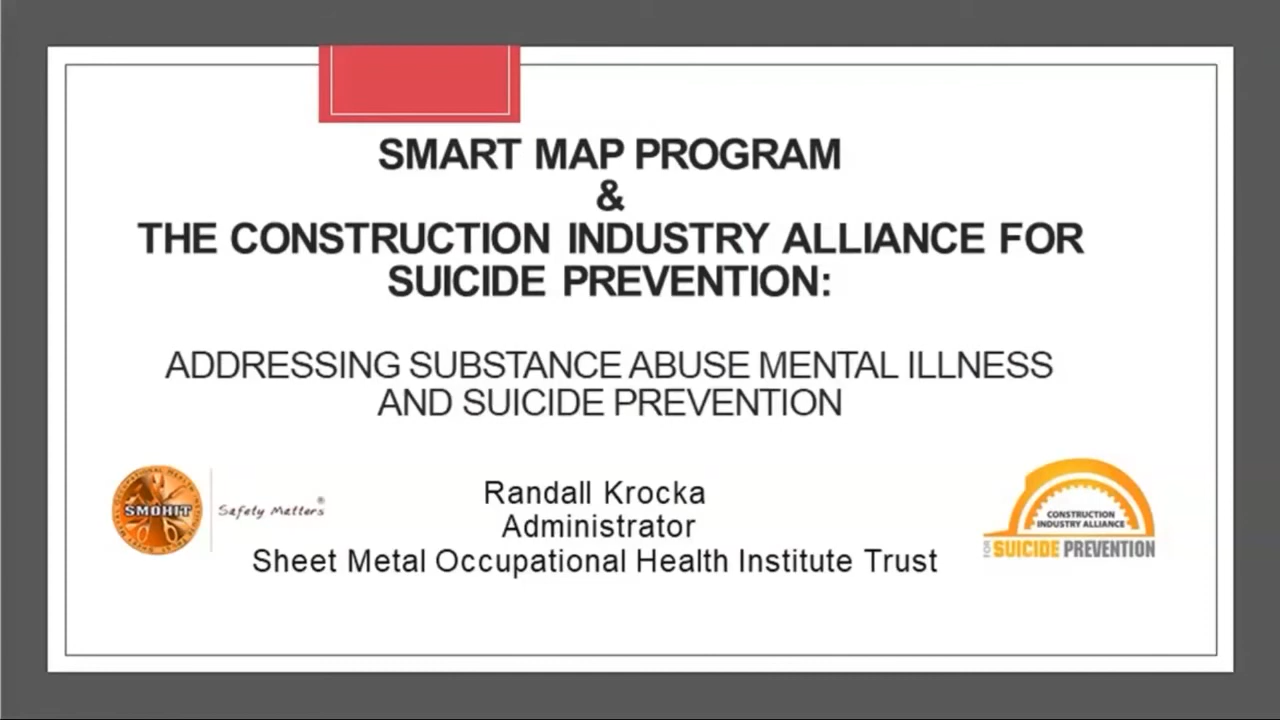 SMART MAP PROGRAM
&
THE CONSTRUCTION INDUSTRY ALLIANCE FOR
SUICIDE PREVENTION:
ADDRESSING SUBSTANCE ABUSE MENTAL ILLNESS
AND SUICIDE PREVENTION
SMOHIT
Safety Matters®
Randall Krocka
Administrator
Sheet Metal Occupational Health Institute Trust
CONSTRUCTION
INDUSTRY ALLIANCE
FOR SUICIDE PREVENTION